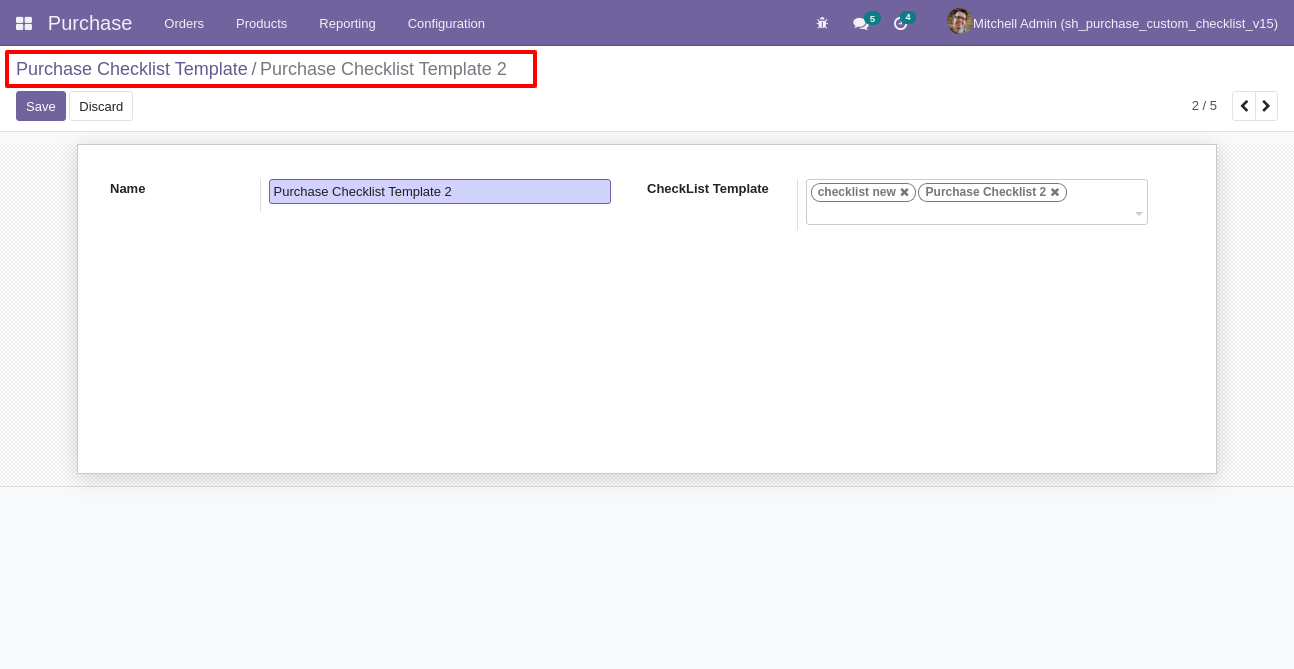 Purchase Orders Products Reporting Configuration 5 4 Mitchell Admin (sh_purchase_custom_checklist_v15)
Purchase Checklist Template / Purchase Checklist Template 2
Save Discard 2 / 5
Name Purchase Checklist Template 2 CheckList Template checklist new ✖ Purchase Checklist 2 ✖